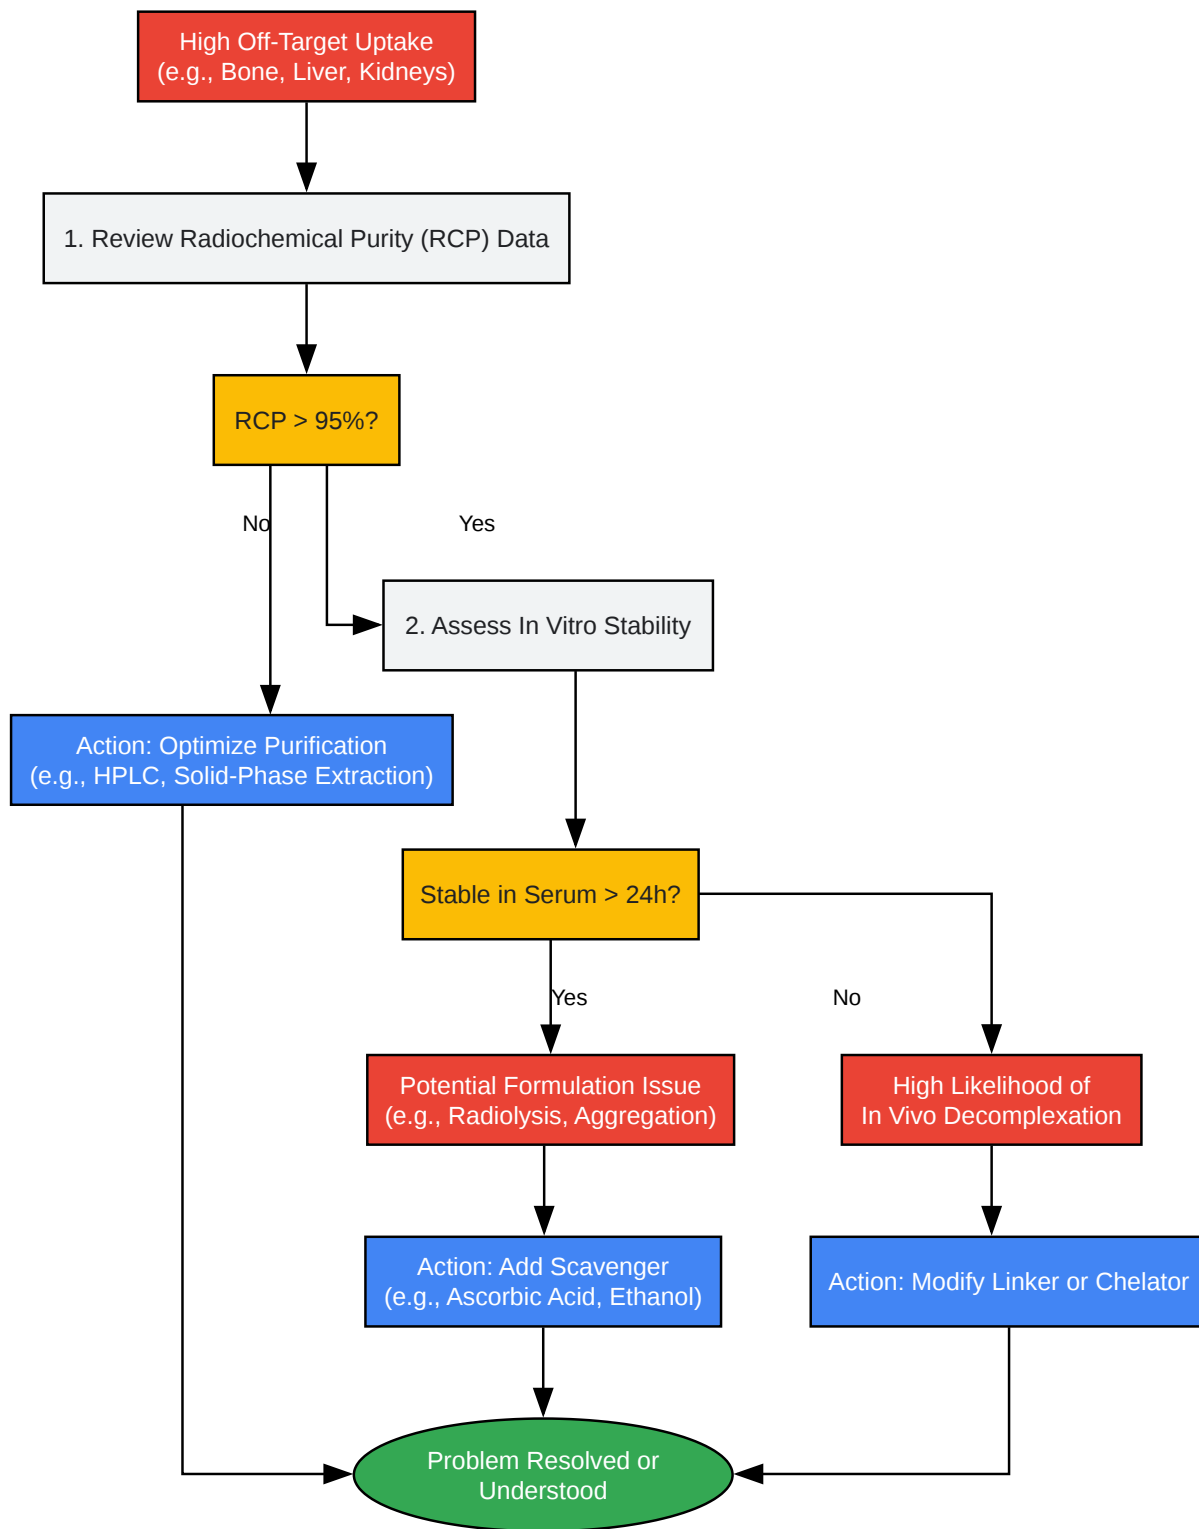 High Off-Target Uptake
(e.g., Bone, Liver, Kidneys)
1. Review Radiochemical Purity (RCP) Data
RCP > 95%?
No
Yes
2. Assess In Vitro Stability
Action: Optimize Purification
(e.g., HPLC, Solid-Phase Extraction)
Stable in Serum > 24h?
Yes
No
Potential Formulation Issue
(e.g., Radiolysis, Aggregation)
High Likelihood of
In Vivo Decomplexation
Action: Add Scavenger
(e.g., Ascorbic Acid, Ethanol)
Action: Modify Linker or Chelator
Problem Resolved or
Understood